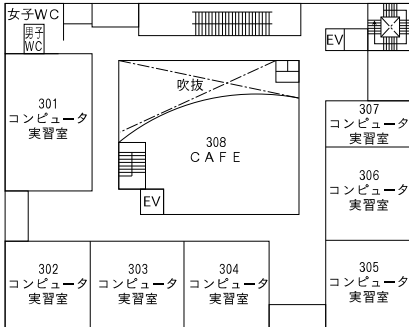 女子WC
男子
WC
EV
吹抜
301
コンピュータ
実習室
308
CAFE
307
コンピュータ
実習室
306
コンピュータ
実習室
EV
302
コンピュータ
実習室
303
コンピュータ
実習室
304
コンピュータ
実習室
305
コンピュータ
実習室